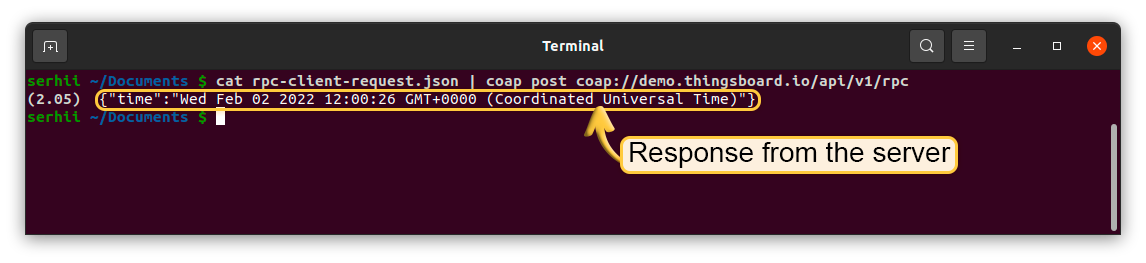 Terminal
serhii ~/Documents $ cat rpc-client-request.json | coap post coap://demo.thingsboard.io/api/v1/rpc
(2.05) {"time":"Wed Feb 02 2022 12:00:26 GMT+0000 (Coordinated Universal Time)"}
serhii ~/Documents $
Response from the server